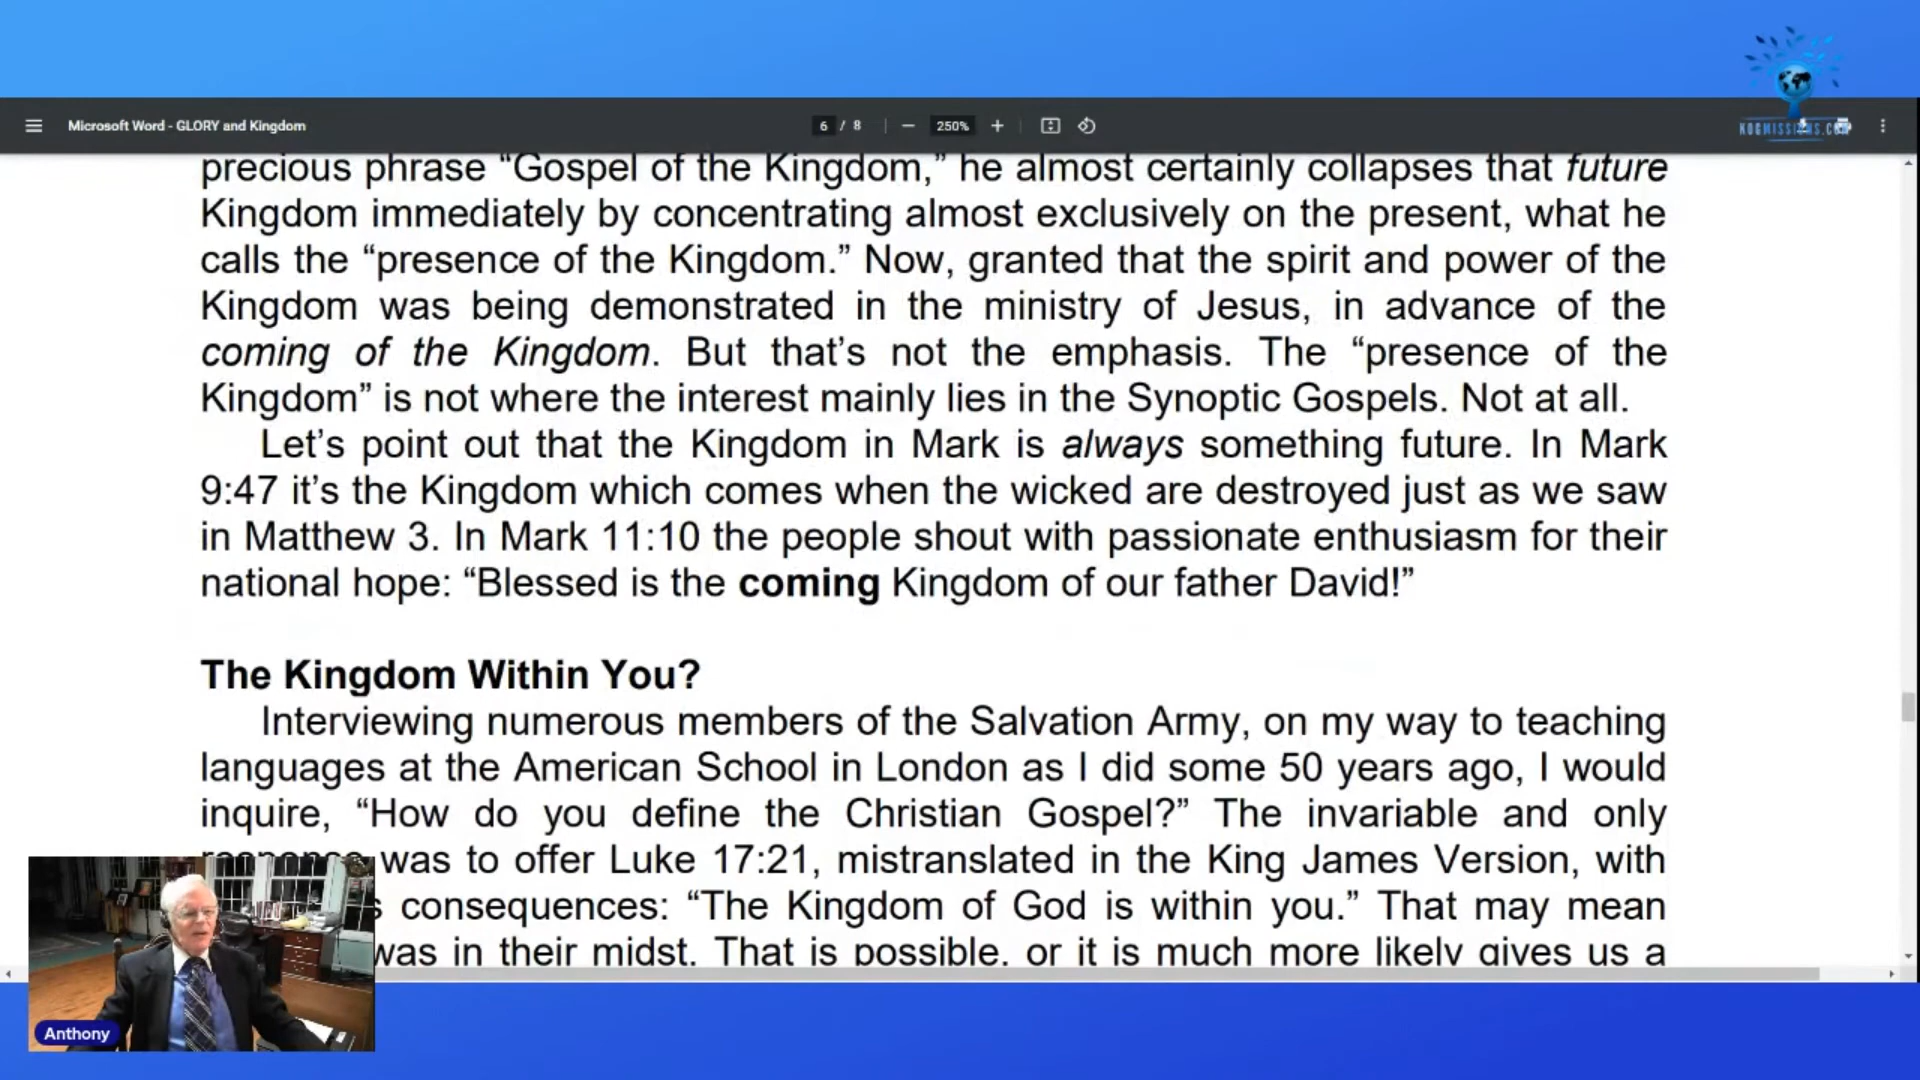 Microsoft Word - GLORY and Kingdom
6 / 8
250%
KOGMISSIONS.COM
precious phrase “Gospel of the Kingdom,” he almost certainly collapses that future
Kingdom immediately by concentrating almost exclusively on the present, what he
calls the “presence of the Kingdom.” Now, granted that the spirit and power of the
Kingdom was being demonstrated in the ministry of Jesus, in advance of the
coming of the Kingdom. But that’s not the emphasis. The “presence of the
Kingdom” is not where the interest mainly lies in the Synoptic Gospels. Not at all.
Let’s point out that the Kingdom in Mark is always something future. In Mark
9:47 it’s the Kingdom which comes when the wicked are destroyed just as we saw
in Matthew 3. In Mark 11:10 the people shout with passionate enthusiasm for their
national hope: “Blessed is the coming Kingdom of our father David!”
The Kingdom Within You?
Interviewing numerous members of the Salvation Army, on my way to teaching
languages at the American School in London as I did some 50 years ago, I would
inquire, “How do you define the Christian Gospel?” The invariable and only
response was to offer Luke 17:21, mistranslated in the King James Version, with
consequences: “The Kingdom of God is within you.” That may mean
was in their midst. That is possible, or it is much more likely gives us a
Anthony